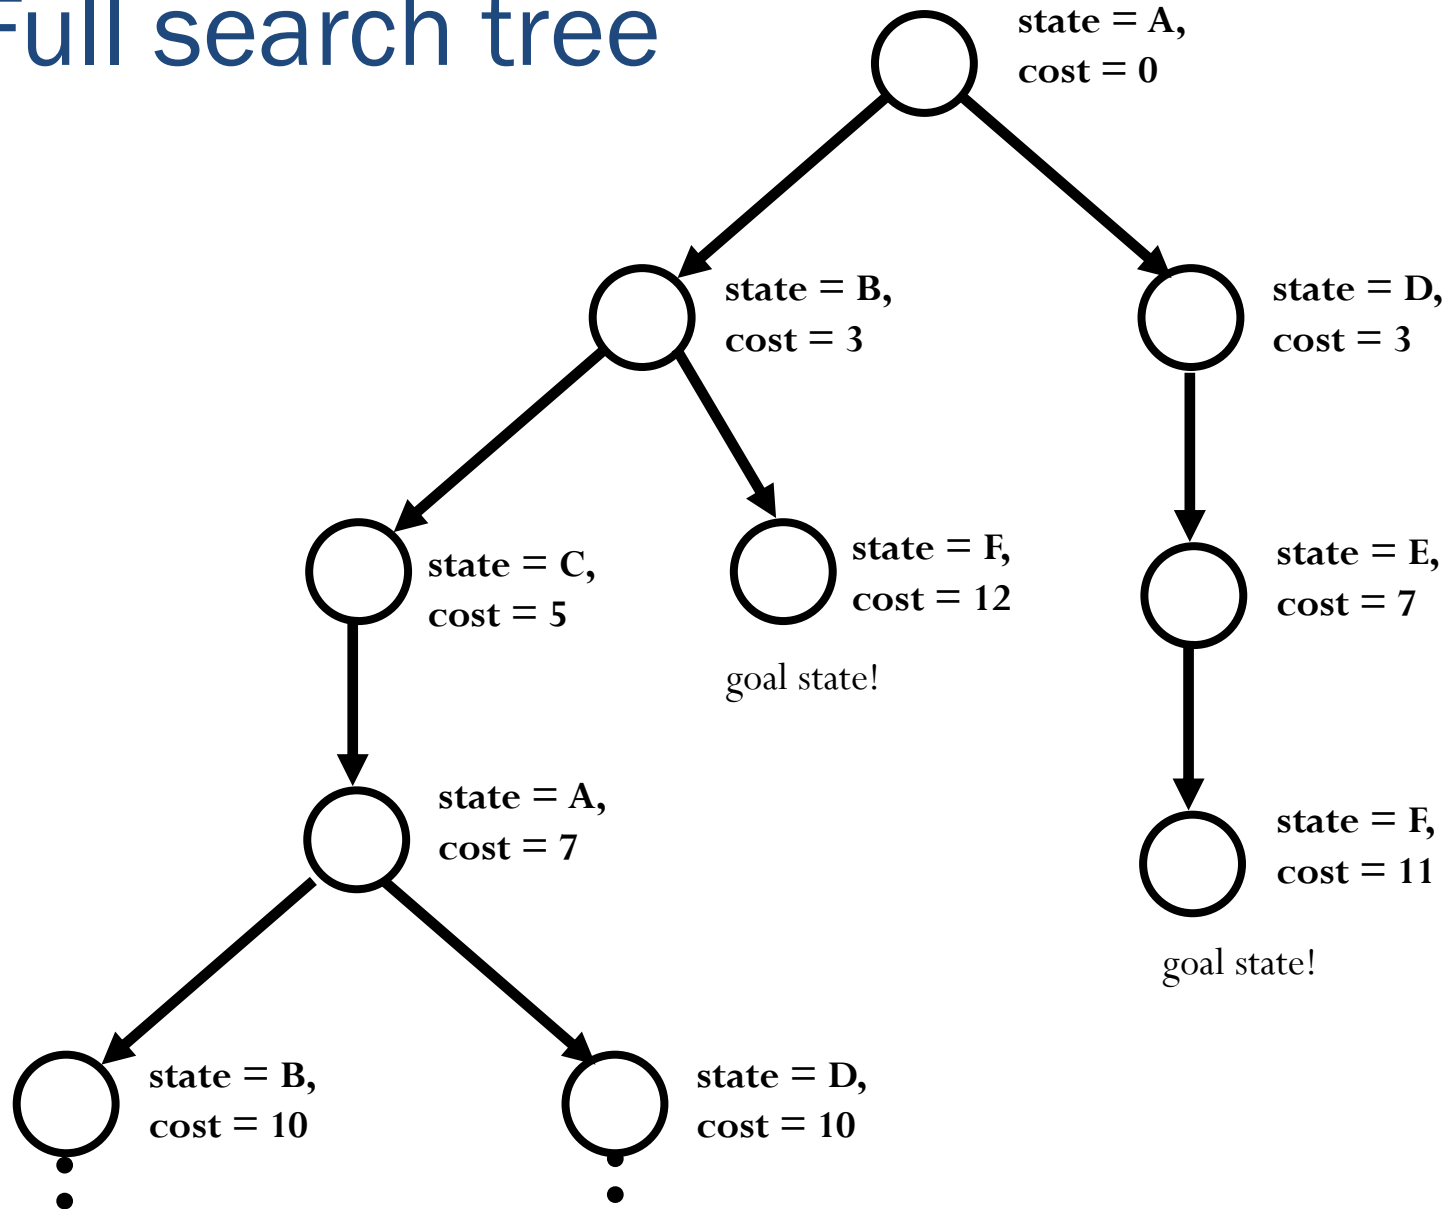 Full search tree
state = A,
cost = 0
state = B,
cost = 3
state = D,
cost = 3
state = C,
cost = 5
state = F,
cost = 12
goal state!
state = E,
cost = 7
state = A,
cost = 7
state = F,
cost = 11
goal state!
state = B,
cost = 10
state = D,
cost = 10